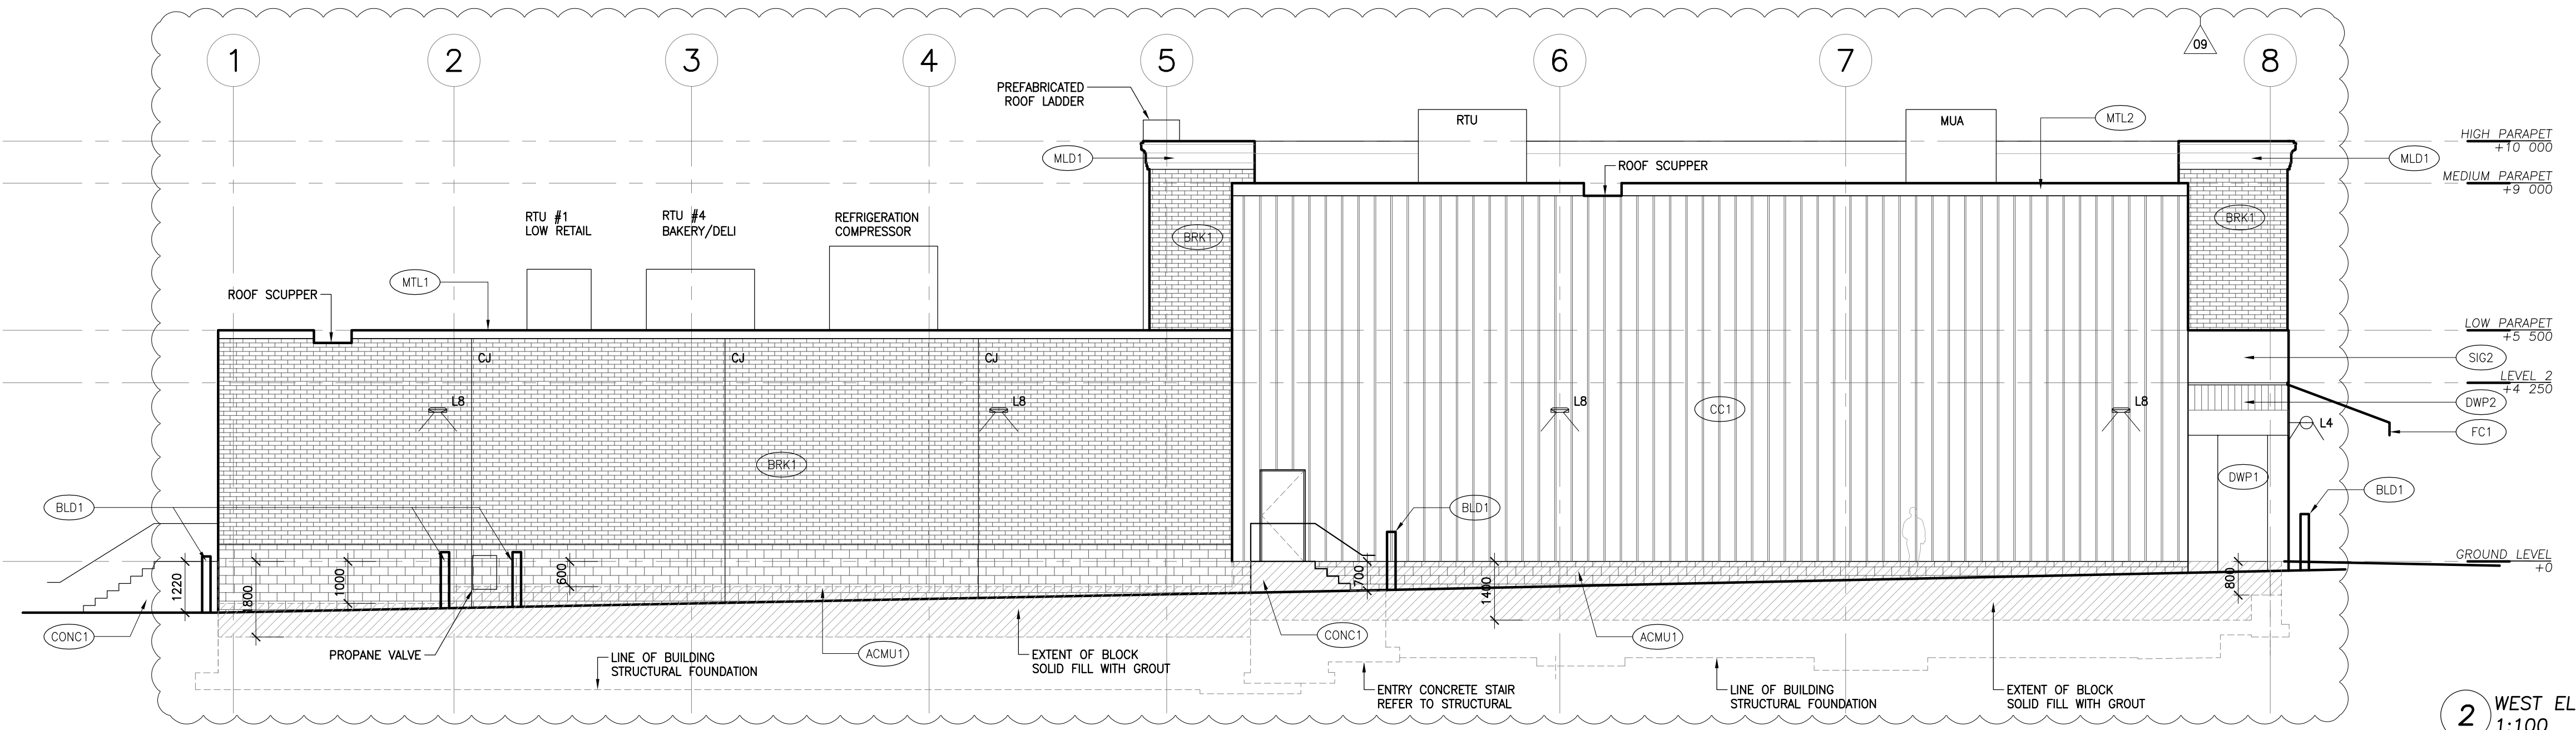 1
2
3
4
5
6
7
8
09
PREFABRICATED
ROOF LADDER
RTU
MUA
MTL2
HIGH PARAPET
+10 000
MLD1
MLD1
ROOF SCUPPER
MEDIUM PARAPET
+9 000
RTU #1
LOW RETAIL
RTU #4
BAKERY/DELI
REFRIGERATION
COMPRESSOR
BRK1
BRK1
MTL1
ROOF SCUPPER
LOW PARAPET
+5 500
CJ
CJ
CJ
SIG2
LEVEL 2
+4 250
L8
L8
L8
L8
CC1
DWP2
L4
FC1
BRK1
DWP1
BLD1
BLD1
BLD1
GROUND LEVEL
+0
1220
1800
1000
600
700
1400
800
CONC1
CONC1
ACMU1
ACMU1
PROPANE VALVE
LINE OF BUILDING
STRUCTURAL FOUNDATION
EXTENT OF BLOCK
SOLID FILL WITH GROUT
ENTRY CONCRETE STAIR
REFER TO STRUCTURAL
LINE OF BUILDING
STRUCTURAL FOUNDATION
EXTENT OF BLOCK
SOLID FILL WITH GROUT
2
WEST EL
1:100